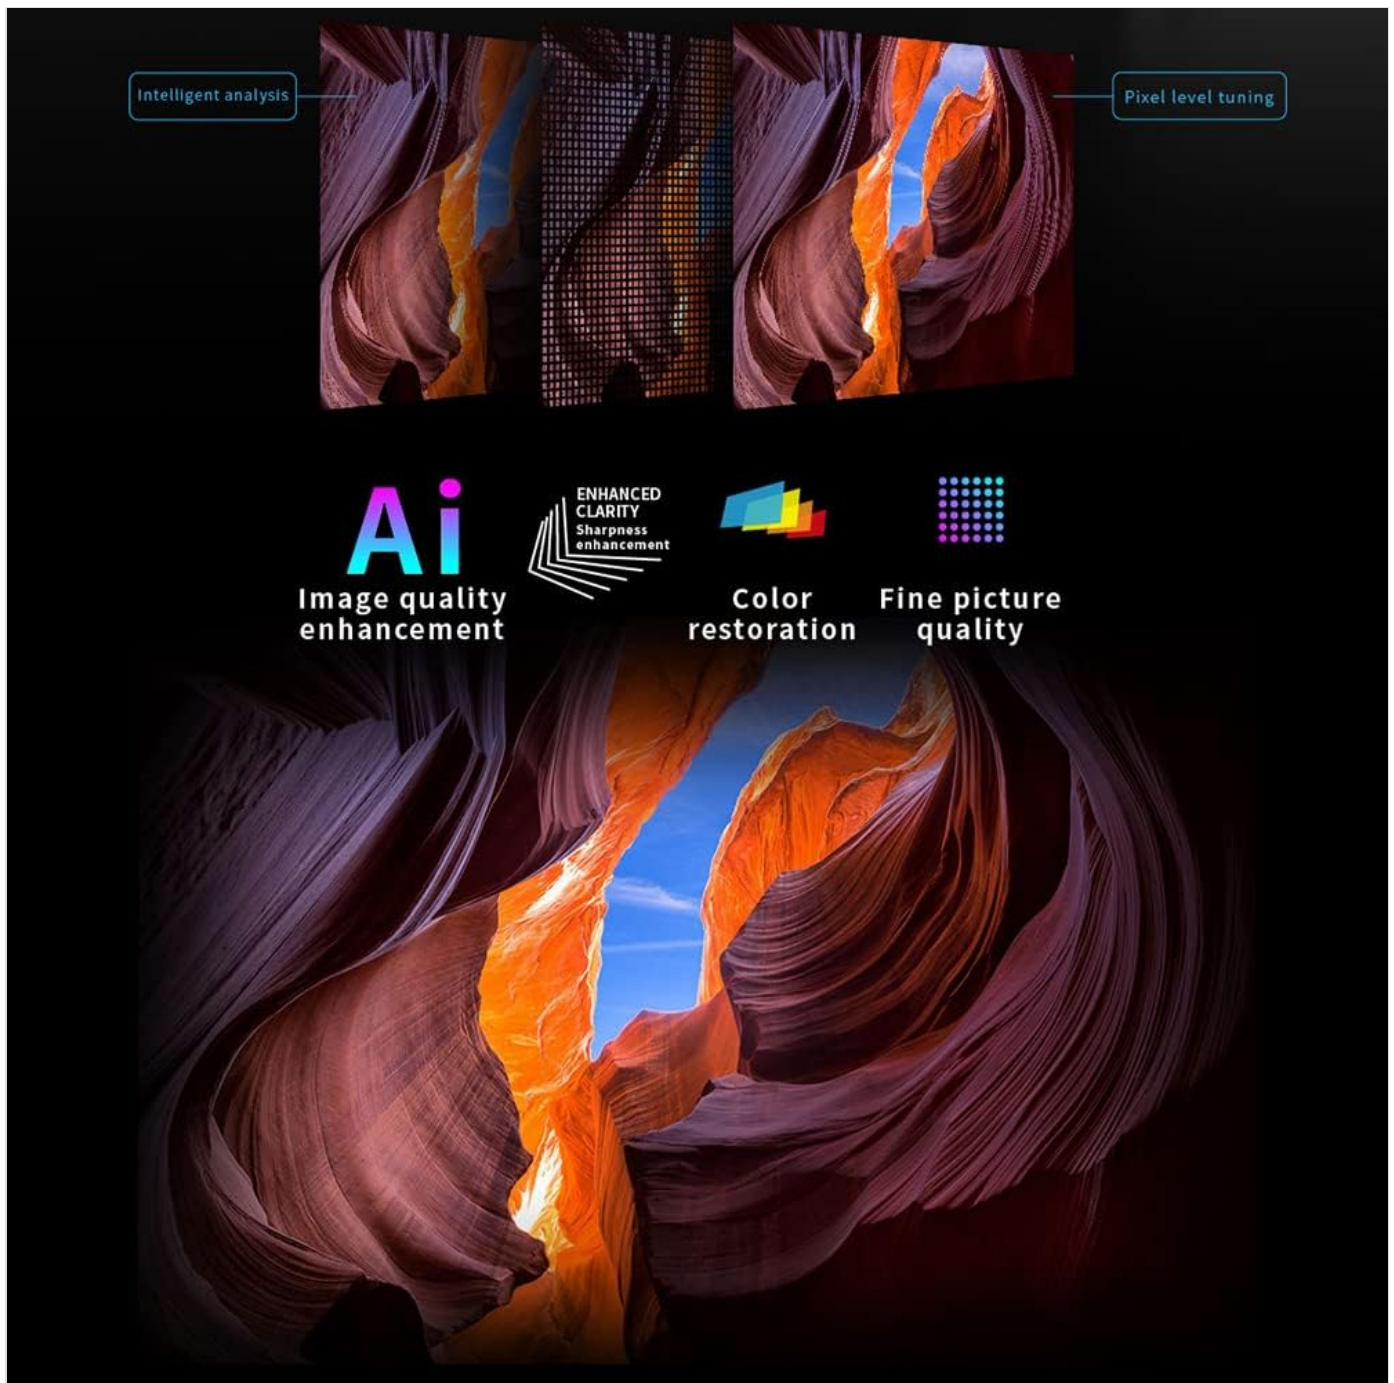 Intelligent analysis
Pixel level tuning
Ai
Image quality
enhancement
ENHANCED
CLARITY
Sharpness
enhancement
Color
restoration
Fine picture
quality